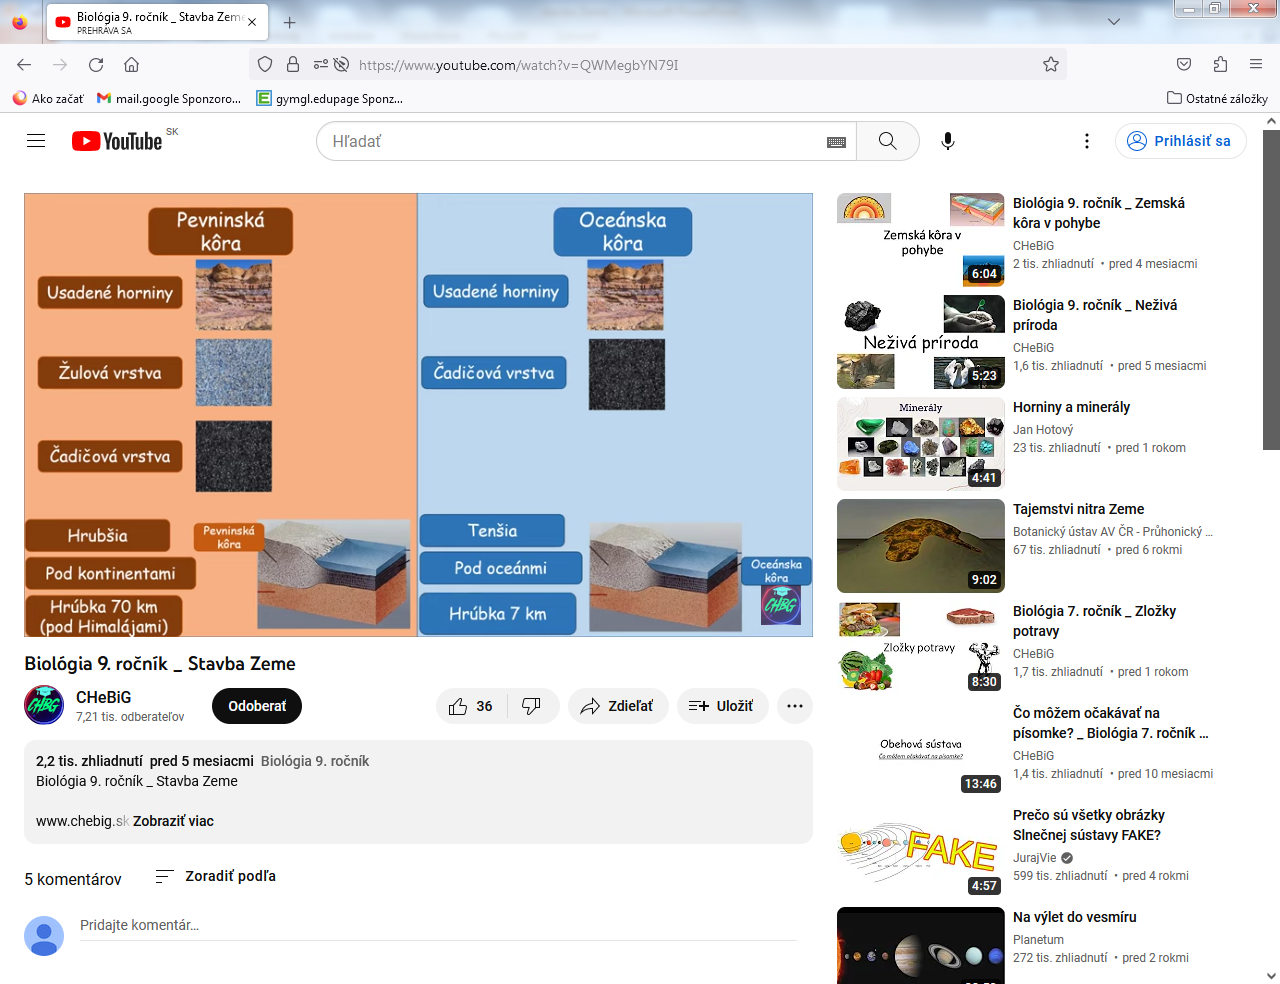 Biológia 9. ročník _ Stavba Zeme
PREHRÁVA SA
https://www.youtube.com/watch?v=QWMegbYN79I
Ako začať
mail.google Sponzoro...
gymgl.edupage Sponz...
Ostatné záložky
YouTube SK
Hľadať
Prihlásiť sa
Pevninská
kôra
Usadené horniny
Žulová vrstva
Čadičová vrstva
Hrubšia
Pod kontinentami
Hrúbka 70 km
(pod Himalájami)
Pevninská
kôra
Oceánska
kôra
Usadené horniny
Čadičová vrstva
Tenšia
Pod oceánmi
Hrúbka 7 km
Oceánska
kôra
CHBG
Biológia 9. ročník _ Stavba Zeme
CHBG
CHeBiG
7,21 tis. odberateľov
Odoberať
36
Zdieľať
Uložiť
2,2 tis. zhliadnutí pred 5 mesiacmi Biológia 9. ročník
Biológia 9. ročník _ Stavba Zeme
www.chebig.sk Zobraziť viac
5 komentárov
Zoradiť podľa
Pridajte komentár...
Zemská kôra v
pohybe
6:04
Biológia 9. ročník _ Zemská
kôra v pohybe
CHeBiG
2 tis. zhliadnutí • pred 4 mesiacmi
Neživá príroda
5:23
Biológia 9. ročník _ Neživá
príroda
CHeBiG
1,6 tis. zhliadnutí • pred 5 mesiacmi
Minerály
4:41
Horniny a minerály
Jan Hotový
23 tis. zhliadnutí • pred 1 rokom
9:02
Tajemstvi nitra Zeme
Botanický ústav AV ČR - Průhonický ...
67 tis. zhliadnutí • pred 6 rokmi
Zložky potravy
8:30
Biológia 7. ročník _ Zložky
potravy
CHeBiG
1,7 tis. zhliadnutí • pred 1 rokom
Obehová sústava
Čo môžem očakávať na písomke?
13:46
Čo môžem očakávať na
písomke? _ Biológia 7. ročník ...
CHeBiG
1,4 tis. zhliadnutí • pred 10 mesiacmi
FAKE
4:57
Prečo sú všetky obrázky
Slnečnej sústavy FAKE?
JurajVie
599 tis. zhliadnutí • pred 4 rokmi
Na výlet do vesmíru
Planetum
272 tis. zhliadnutí • pred 2 rokmi